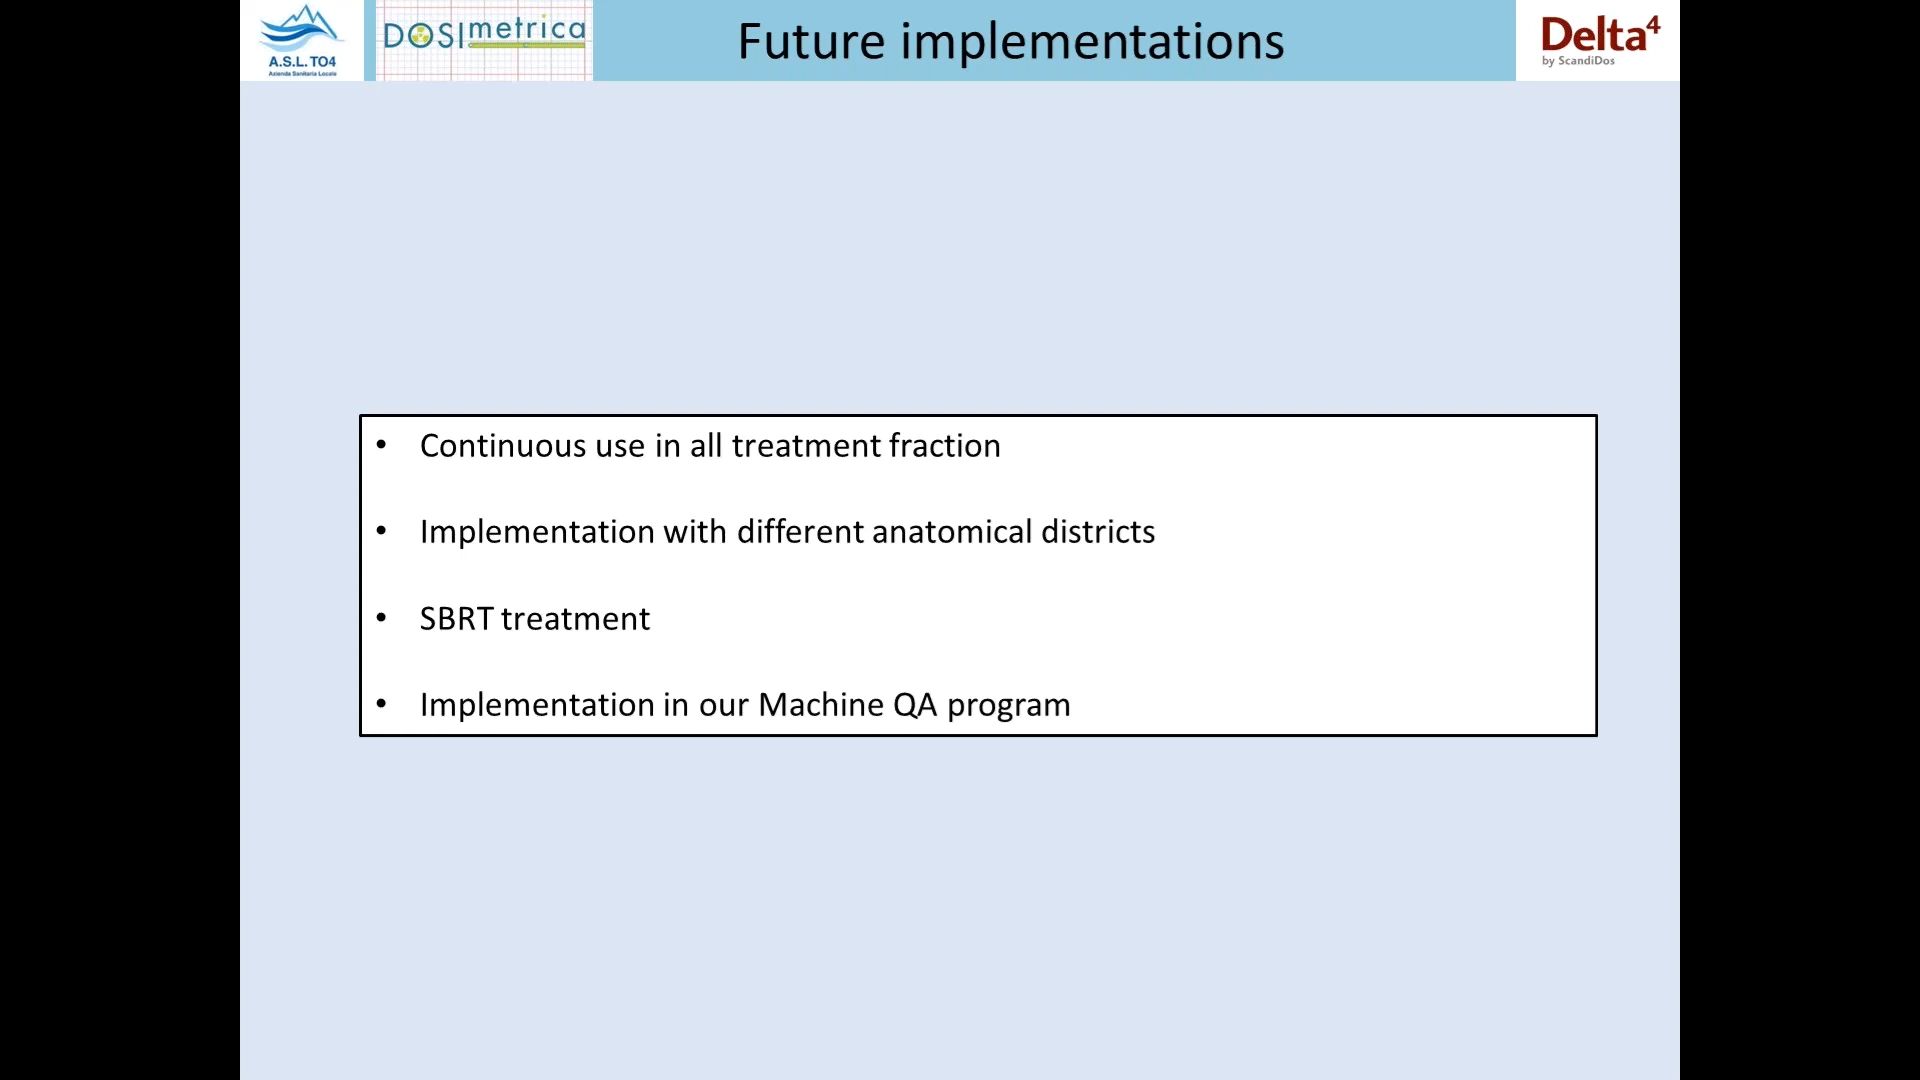 A.S.L. TO4
Azienda Sanitaria Locale
DOSImetrica
Future implementations
Delta4
by ScandiDos
• Continuous use in all treatment fraction
• Implementation with different anatomical districts
• SBRT treatment
• Implementation in our Machine QA program